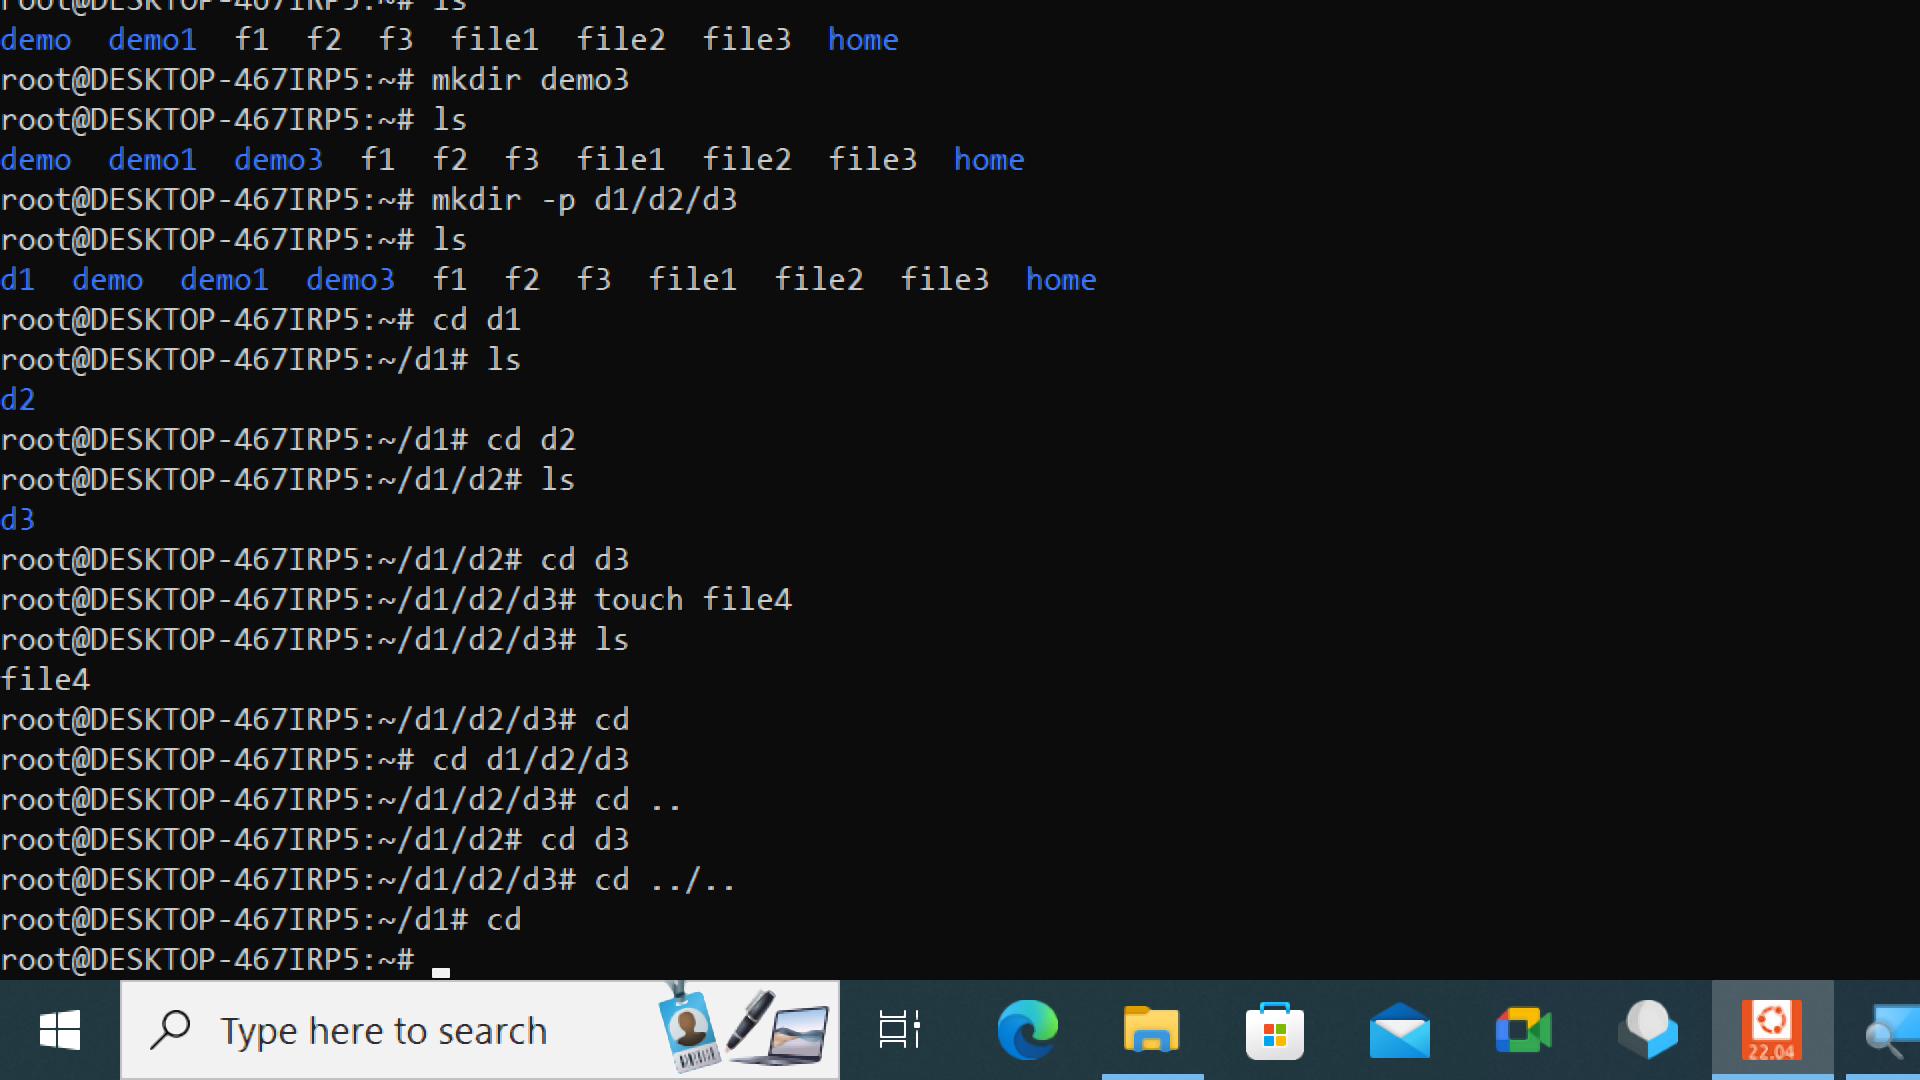 root@DESKTOP-467IRP5:~# ls
demo  demo1  f1  f2  f3  file1  file2  file3  home
root@DESKTOP-467IRP5:~# mkdir demo3
root@DESKTOP-467IRP5:~# ls
demo  demo1  demo3  f1  f2  f3  file1  file2  file3  home
root@DESKTOP-467IRP5:~# mkdir -p d1/d2/d3
root@DESKTOP-467IRP5:~# ls
d1  demo  demo1  demo3  f1  f2  f3  file1  file2  file3  home
root@DESKTOP-467IRP5:~# cd d1
root@DESKTOP-467IRP5:~/d1# ls
d2
root@DESKTOP-467IRP5:~/d1# cd d2
root@DESKTOP-467IRP5:~/d1/d2# ls
d3
root@DESKTOP-467IRP5:~/d1/d2# cd d3
root@DESKTOP-467IRP5:~/d1/d2/d3# touch file4
root@DESKTOP-467IRP5:~/d1/d2/d3# ls
file4
root@DESKTOP-467IRP5:~/d1/d2/d3# cd
root@DESKTOP-467IRP5:~# cd d1/d2/d3
root@DESKTOP-467IRP5:~/d1/d2/d3# cd ..
root@DESKTOP-467IRP5:~/d1/d2# cd d3
root@DESKTOP-467IRP5:~/d1/d2/d3# cd ../..
root@DESKTOP-467IRP5:~/d1# cd
root@DESKTOP-467IRP5:~#
Type here to search
22.04